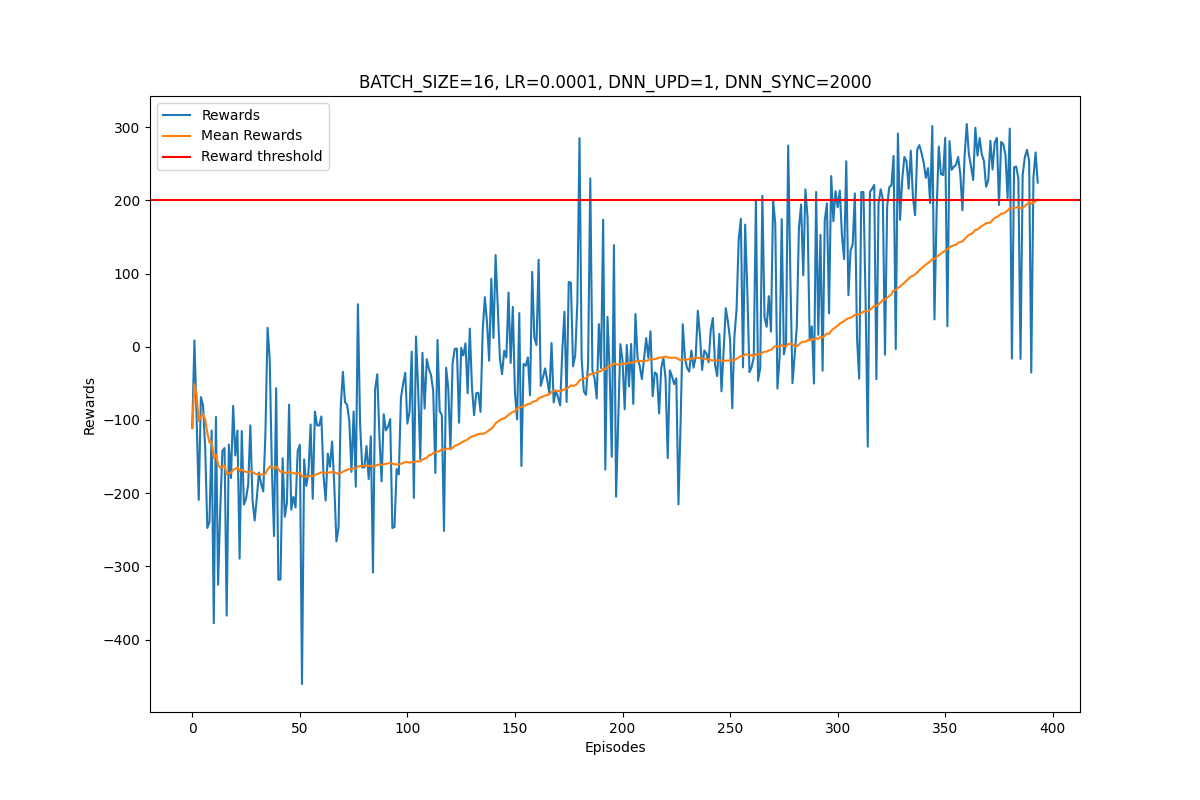 BATCH_SIZE=16, LR=0.0001, DNN_UPD=1, DNN_SYNC=2000
Rewards
Mean Rewards
Reward threshold
300
200
100
0
−100
−200
−300
−400
Rewards
0
50
100
150
200
250
300
350
400
Episodes